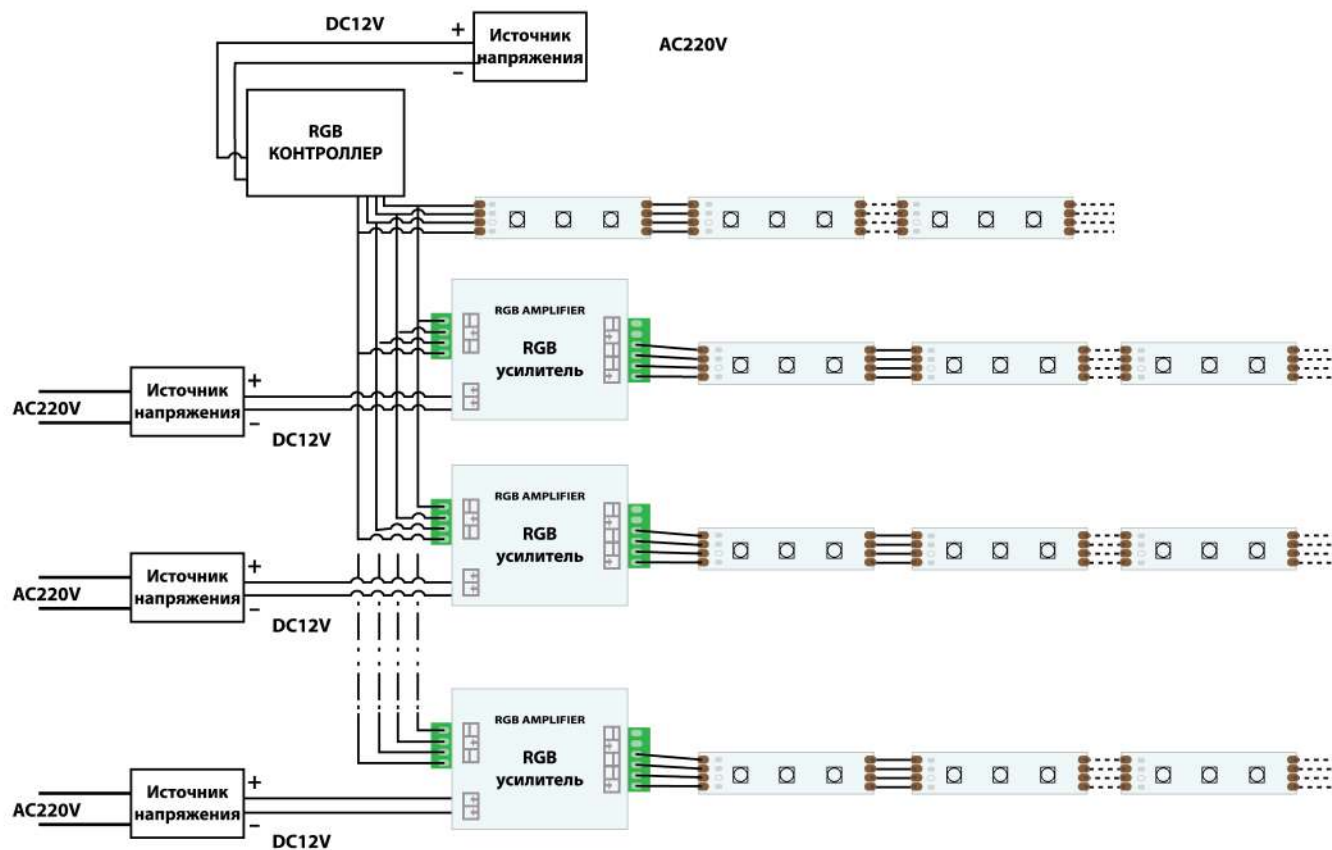 DC12V
+
Источник
напряжения
–
AC220V
RGB
КОНТРОЛЛЕР
RGB AMPLIFIER
RGB
усилитель
AC220V
Источник
напряжения
+
–
DC12V
RGB AMPLIFIER
RGB
усилитель
AC220V
Источник
напряжения
+
–
DC12V
RGB AMPLIFIER
RGB
усилитель
AC220V
Источник
напряжения
+
–
DC12V